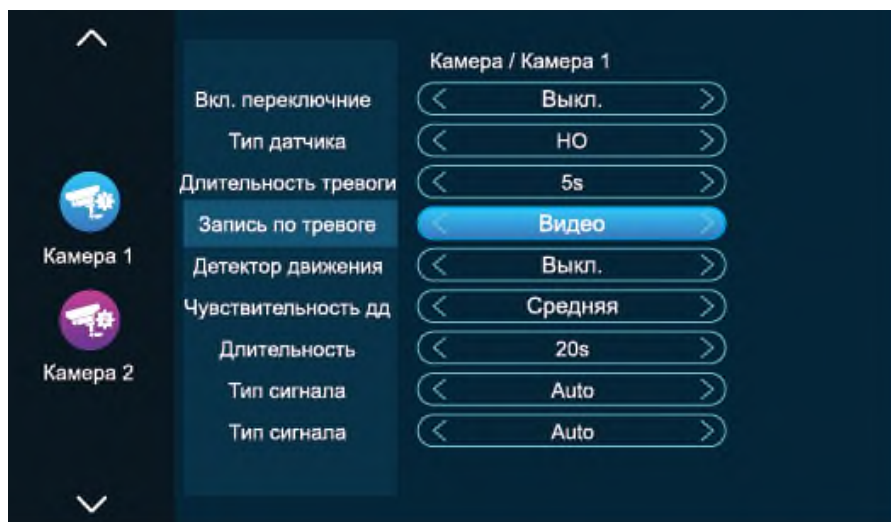 Камера / Камера 1
Вкл. переключние Выкл.
Тип датчика НО
Длительность тревоги 5s
Запись по тревоге Видео
Камера 1
Детектор движения Выкл.
Чувствительность дд Средняя
Длительность 20s
Камера 2
Тип сигнала Auto
Тип сигнала Auto